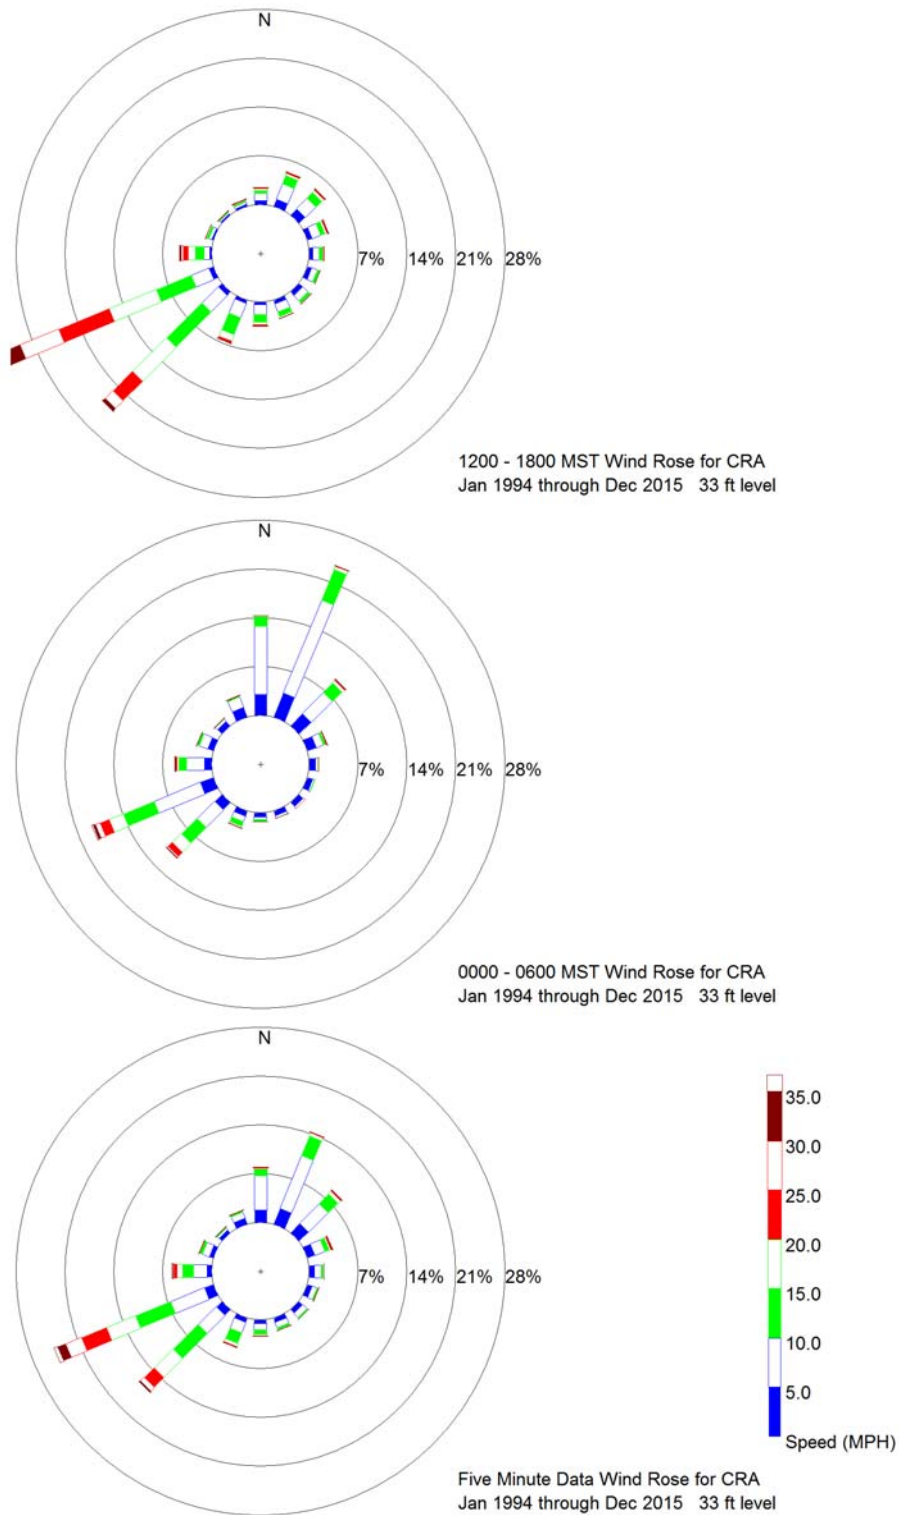 N
7% 14% 21% 28%
1200 - 1800 MST Wind Rose for CRA
Jan 1994 through Dec 2015 33 ft level
N
7% 14% 21% 28%
0000 - 0600 MST Wind Rose for CRA
Jan 1994 through Dec 2015 33 ft level
N
7% 14% 21% 28%
35.0
30.0
25.0
20.0
15.0
10.0
5.0
Speed (MPH)
Five Minute Data Wind Rose for CRA
Jan 1994 through Dec 2015 33 ft level